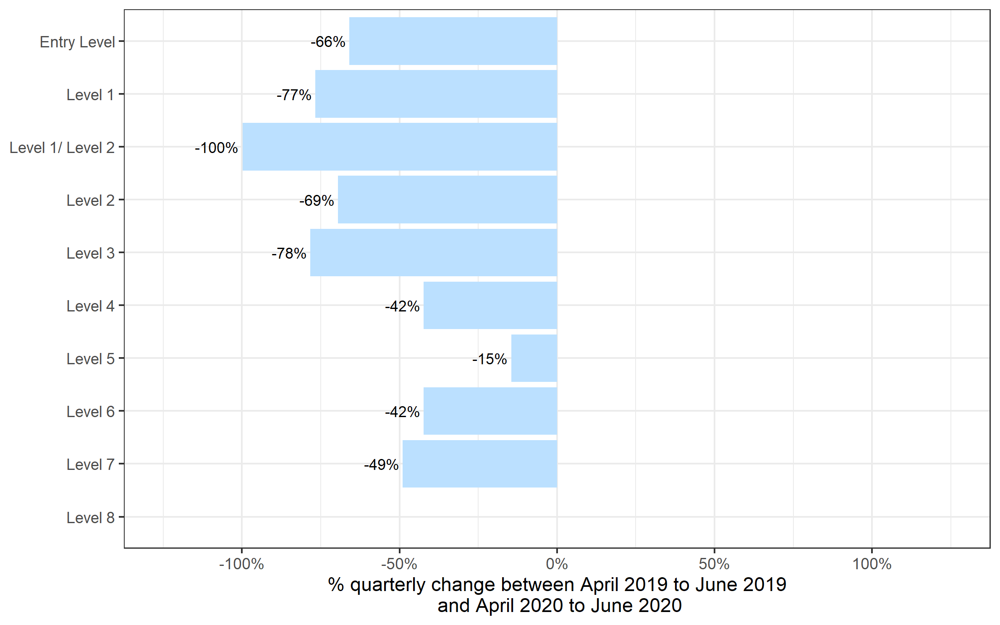 Entry Level
-66%
Level 1
-77%
Level 1/ Level 2
-100%
Level 2
-69%
Level 3
-78%
Level 4
-42%
Level 5
-15%
Level 6
-42%
Level 7
-49%
Level 8
-100% -50% 0% 50% 100%
% quarterly change between April 2019 to June 2019
and April 2020 to June 2020